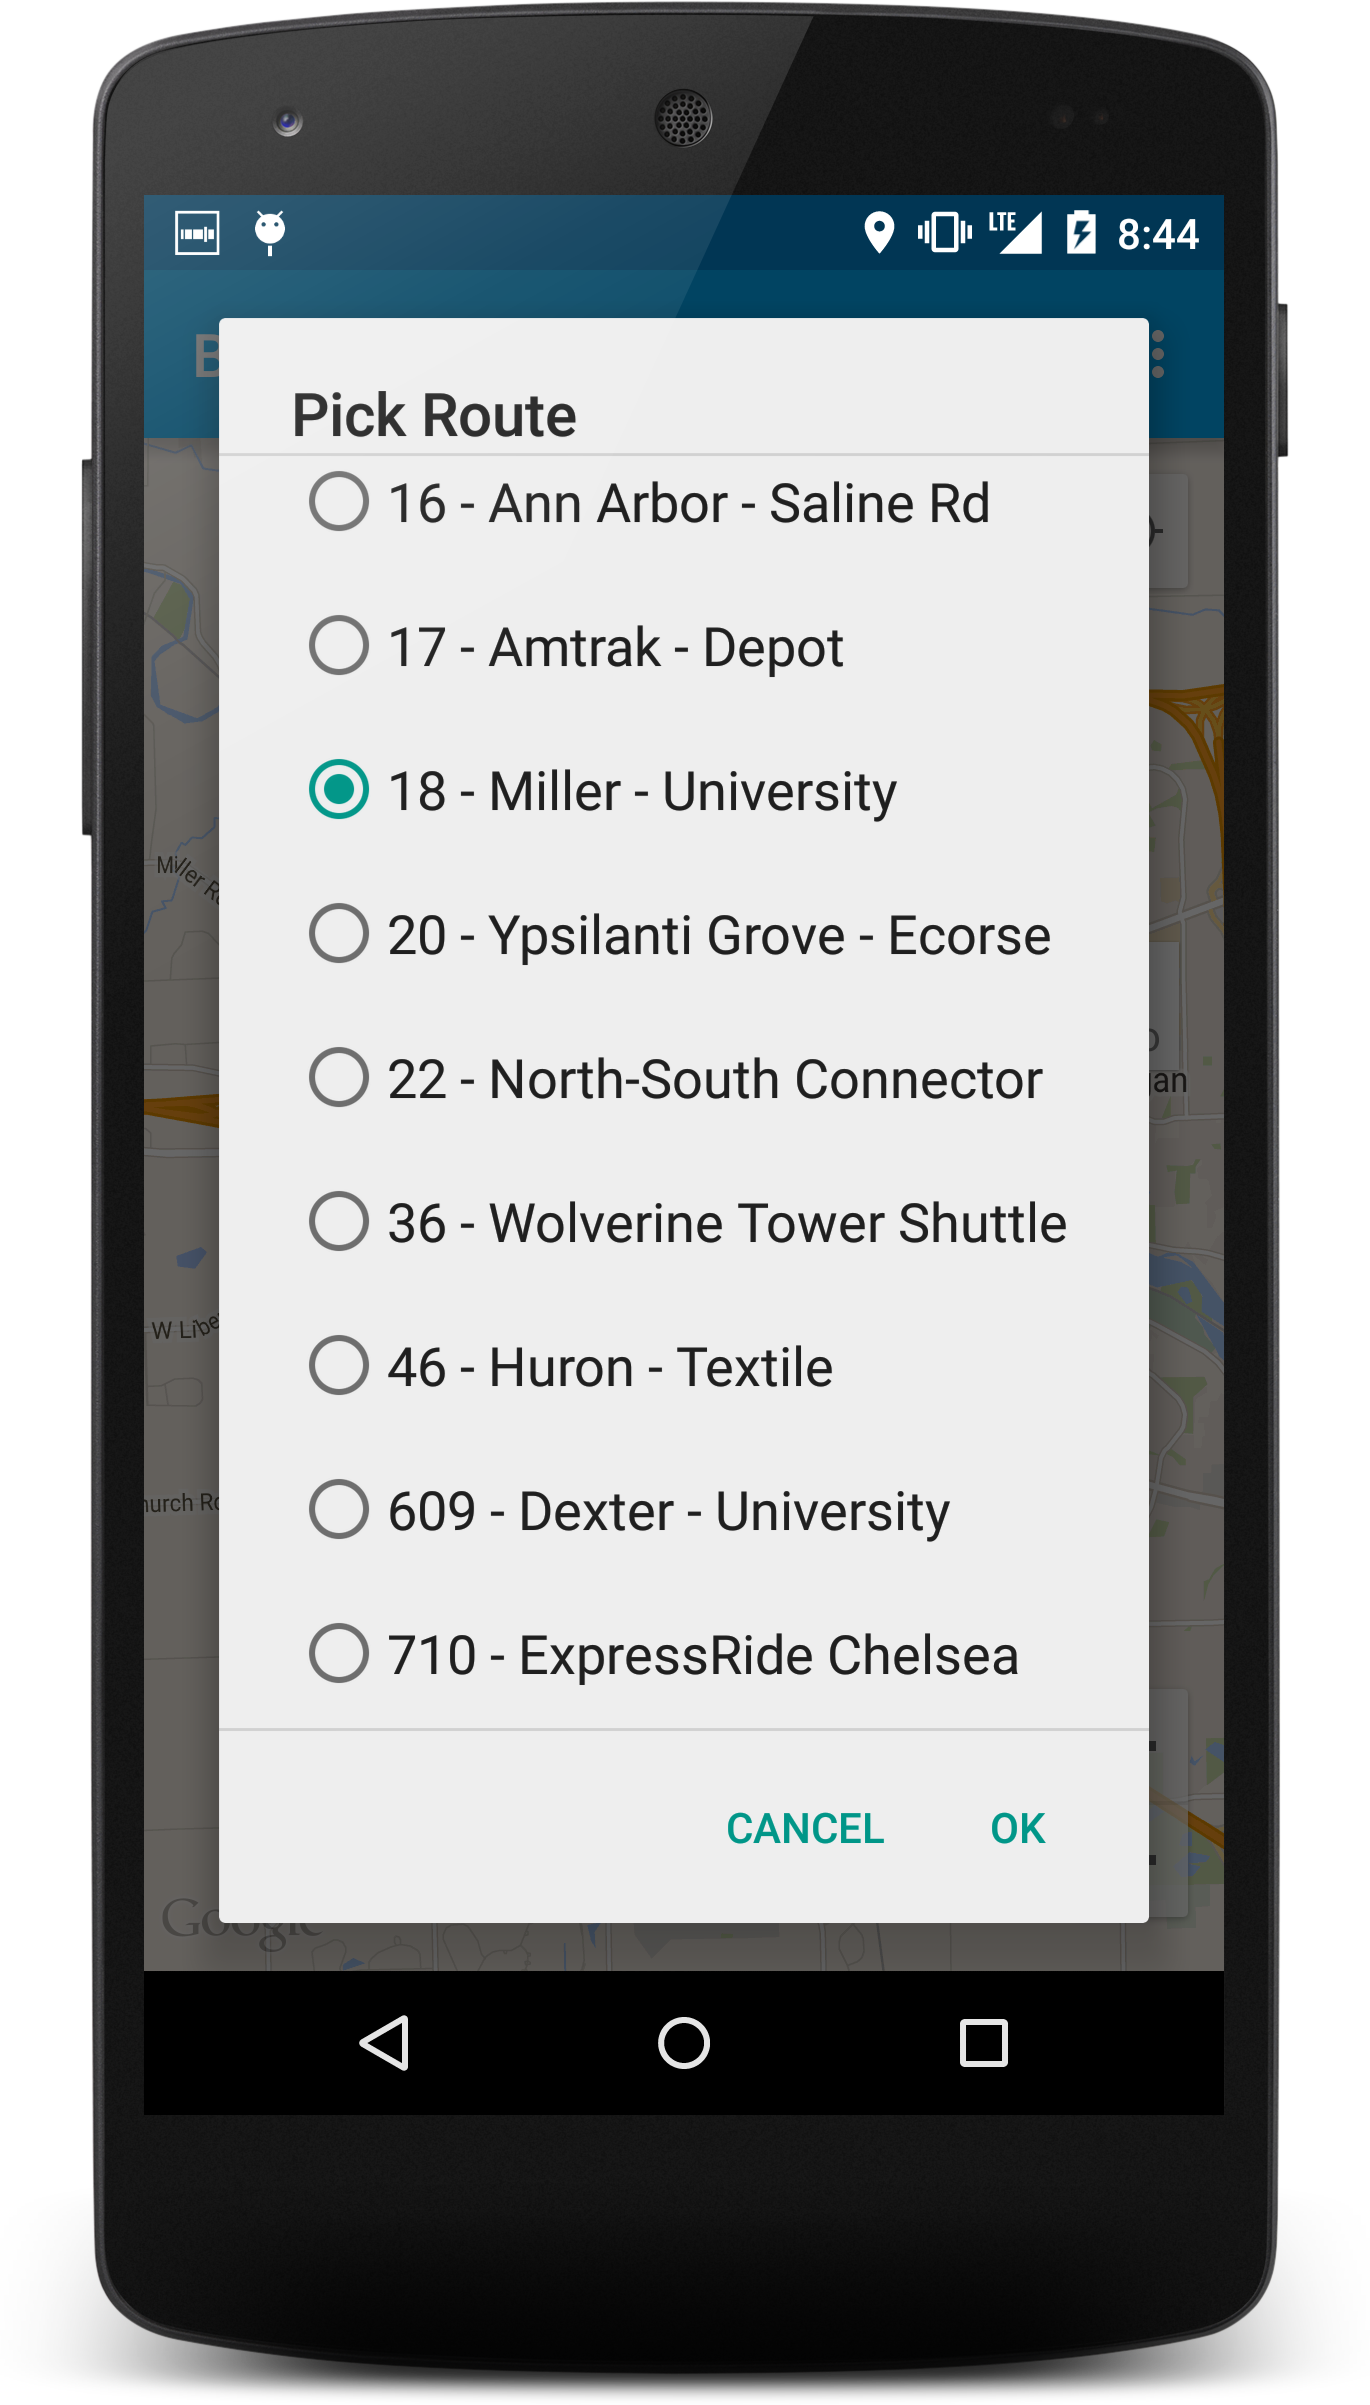 LTE 8:44
B
Pick Route
16 - Ann Arbor - Saline Rd
17 - Amtrak - Depot
18 - Miller - University
Miller R
20 - Ypsilanti Grove - Ecorse
22 - North-South Connector
an
36 - Wolverine Tower Shuttle
W Libe
46 - Huron - Textile
hurch Ro
609 - Dexter - University
710 - ExpressRide Chelsea
CANCEL OK
Google